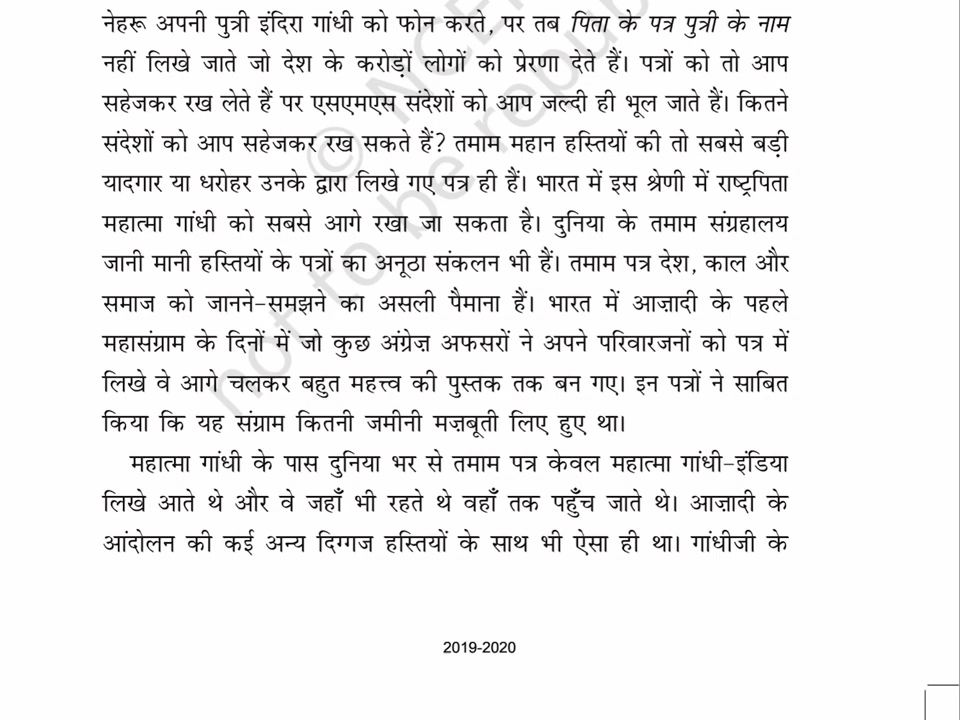 नेहरू अपनी पुत्री इंदिरा गांधी को फोन करते, पर तब पिता के पत्र पुत्री के नाम
नहीं लिखे जाते जो देश के करोड़ों लोगों को प्रेरणा देते हैं। पत्रों को तो आप
सहेजकर रख लेते हैं पर एसएमएस संदेशों को आप जल्दी ही भूल जाते हैं। कितने
संदेशों को आप सहेजकर रख सकते हैं? तमाम महान हस्तियों की तो सबसे बड़ी
यादगार या धरोहर उनके द्वारा लिखे गए पत्र ही हैं। भारत में इस श्रेणी में राष्ट्रपिता
महात्मा गांधी को सबसे आगे रखा जा सकता है। दुनिया के तमाम संग्रहालय
जानी मानी हस्तियों के पत्रों का अनूठा संकलन भी हैं। तमाम पत्र देश, काल और
समाज को जानने-समझने का असली पैमाना हैं। भारत में आज़ादी के पहले
महासंग्राम के दिनों में जो कुछ अंग्रेज़ अफसरों ने अपने परिवारजनों को पत्र में
लिखे वे आगे चलकर बहुत महत्त्व की पुस्तक तक बन गए। इन पत्रों ने साबित
किया कि यह संग्राम कितनी जमीनी मज़बूती लिए हुए था।
महात्मा गांधी के पास दुनिया भर से तमाम पत्र केवल महात्मा गांधी-इंडिया
लिखे आते थे और वे जहाँ भी रहते थे वहाँ तक पहुँच जाते थे। आज़ादी के
आंदोलन की कई अन्य दिग्गज हस्तियों के साथ भी ऐसा ही था। गांधीजी के
© NCE
not to be repub
2019-2020